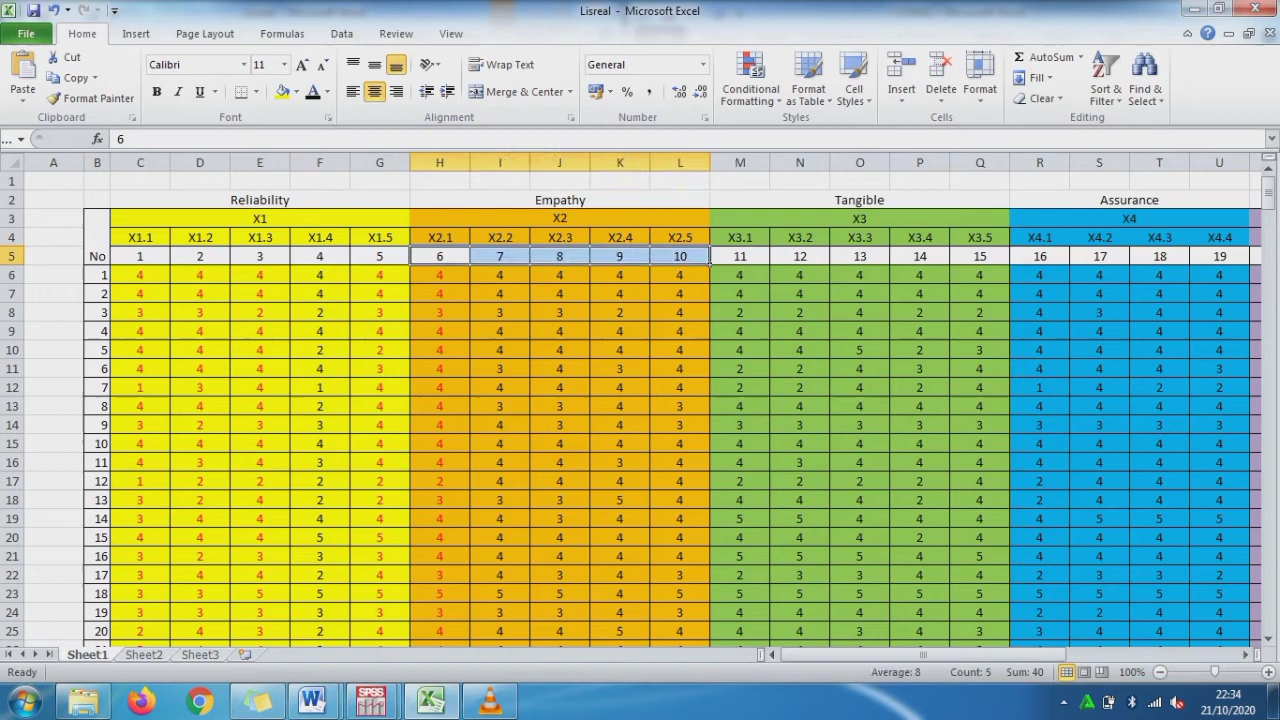 Lisreal - Microsoft Excel
File Home Insert Page Layout Formulas Data Review View
Cut
Copy
Format Painter
Paste
Clipboard
Calibri 11
B I U
Font
Wrap Text
Merge & Center
Alignment
General
Number
Conditional Formatting
Format as Table
Cell Styles
Styles
Insert Delete Format
Cells
AutoSum
Fill
Clear
Sort & Filter
Find & Select
Editing
... fx 6
A B C D E F G H I J K L M N O P Q R S T U
1
2 Reliability Empathy Tangible Assurance
3 X1 X2 X3 X4
4 X1.1 X1.2 X1.3 X1.4 X1.5 X2.1 X2.2 X2.3 X2.4 X2.5 X3.1 X3.2 X3.3 X3.4 X3.5 X4.1 X4.2 X4.3 X4.4
5 No 1 2 3 4 5 6 7 8 9 10 11 12 13 14 15 16 17 18 19
6 1 4 4 4 4 4 4 4 4 4 4 4 4 4 4 4 4 4 4 4
7 2 4 4 4 4 4 4 4 4 4 4 4 4 4 4 4 4 4 4 4
8 3 3 3 2 4 3 3 3 3 2 4 2 2 4 2 2 4 3 4 4
9 4 4 4 4 4 4 4 4 4 4 4 4 4 4 4 4 4 4 4 4
10 5 4 4 4 2 2 4 4 4 4 4 4 4 5 2 3 4 4 4 4
11 6 4 4 4 4 3 4 3 4 3 4 2 2 4 3 4 4 4 4 3
12 7 1 3 4 1 4 4 4 4 4 4 2 2 4 2 4 1 4 2 2
13 8 4 4 4 2 4 4 3 3 4 3 4 4 4 4 4 4 4 4 4
14 9 3 2 3 3 4 4 4 3 4 3 3 3 3 3 3 3 4 4 4
15 10 4 4 4 4 4 4 4 4 4 4 4 4 4 4 4 4 4 4 4
16 11 4 3 4 3 4 4 4 4 3 4 4 3 4 4 4 4 4 4 4
17 12 1 2 2 2 2 2 4 4 4 4 2 2 2 2 4 2 4 4 4
18 13 3 2 4 2 2 3 3 3 5 4 4 4 4 2 4 2 4 4 4
19 14 3 4 4 4 4 4 4 3 4 4 5 5 4 4 4 4 5 5 5
20 15 4 4 4 5 5 4 4 4 4 4 4 4 4 2 4 4 4 4 4
21 16 3 2 3 3 3 4 4 4 4 4 5 5 5 4 5 4 4 4 4
22 17 3 4 4 2 4 3 4 3 4 3 2 3 3 4 4 2 3 3 2
23 18 3 3 5 5 5 5 5 5 4 5 5 5 5 5 5 5 5 5 5
24 19 3 3 3 3 3 3 4 3 4 3 4 4 4 4 4 2 2 4 4
25 20 2 4 3 2 4 4 4 4 5 4 4 4 3 4 3 3 4 4 4
Sheet1 Sheet2 Sheet3
Ready Average: 8 Count: 5 Sum: 40 100%
SPSS
22:34
21/10/2020